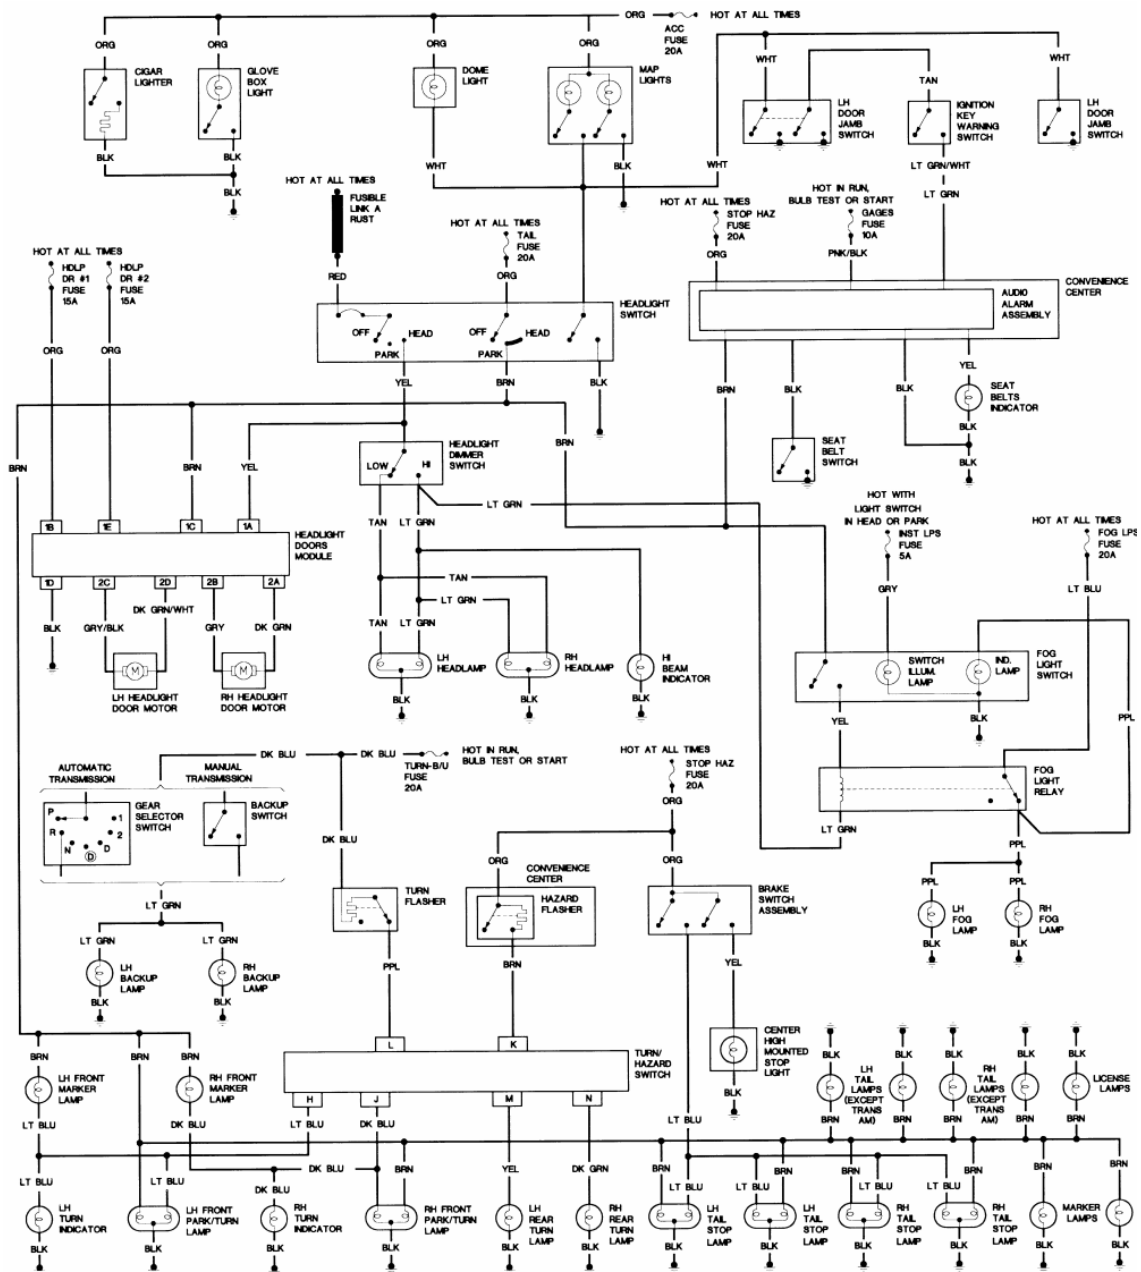 ORG
ACC
FUSE
20A
HOT AT ALL TIMES
ORG
ORG
ORG
ORG
CIGAR
LIGHTER
GLOVE
BOX
LIGHT
DOME
LIGHT
MAP
LIGHTS
WHT
TAN
WHT
LH
DOOR
JAMB
SWITCH
IGNITION
KEY
WARNING
SWITCH
LH
DOOR
JAMB
SWITCH
BLK
BLK
BLK
WHT
BLK
WHT
LT GRN/WHT
LT GRN
HOT AT ALL TIMES
FUSIBLE
LINK A
RUST
RED
HOT AT ALL TIMES
TAIL
FUSE
20A
ORG
HOT AT ALL TIMES
STOP HAZ
FUSE
20A
ORG
HOT IN RUN,
BULB TEST OR START
GAGES
FUSE
10A
PNK/BLK
HOT AT ALL TIMES
HDLP
DR #1
FUSE
15A
HDLP
DR #2
FUSE
15A
ORG
ORG
HEADLIGHT
SWITCH
OFF
HEAD
PARK
OFF
HEAD
PARK
CONVENIENCE
CENTER
AUDIO
ALARM
ASSEMBLY
YEL
BRN
BLK
BRN
BLK
BLK
YEL
SEAT
BELTS
INDICATOR
BLK
BLK
SEAT
BELT
SWITCH
BRN
BRN
YEL
BRN
HEADLIGHT
DIMMER
SWITCH
LOW
HI
LT GRN
TAN
LT GRN
1B
1E
1C
1A
HEADLIGHT
DOORS
MODULE
1D
2C
2D
2B
2A
BLK
GRY/BLK
DK GRN/WHT
GRY
DK GRN
M
M
LH HEADLIGHT
DOOR MOTOR
RH HEADLIGHT
DOOR MOTOR
TAN
LT GRN
TAN
LT GRN
LH
HEADLAMP
RH
HEADLAMP
HI
BEAM
INDICATOR
BLK
BLK
BLK
HOT WITH
LIGHT SWITCH
IN HEAD OR PARK
INST LPS
FUSE
5A
GRY
HOT AT ALL TIMES
FOG LPS
FUSE
20A
LT BLU
SWITCH
ILLUM.
LAMP
IND.
LAMP
FOG
LIGHT
SWITCH
YEL
BLK
PPL
FOG
LIGHT
RELAY
LT GRN
PPL
PPL
PPL
LH
FOG
LAMP
RH
FOG
LAMP
BLK
BLK
DK BLU
DK BLU
TURN-B/U
FUSE
20A
HOT IN RUN,
BULB TEST OR START
HOT AT ALL TIMES
STOP HAZ
FUSE
20A
ORG
AUTOMATIC
TRANSMISSION
MANUAL
TRANSMISSION
P
R
N
D
D
2
1
GEAR
SELECTOR
SWITCH
BACKUP
SWITCH
DK BLU
ORG
ORG
LT GRN
LT GRN
LT GRN
LH
BACKUP
LAMP
RH
BACKUP
LAMP
BLK
BLK
TURN
FLASHER
CONVENIENCE
CENTER
HAZARD
FLASHER
BRAKE
SWITCH
ASSEMBLY
PPL
BRN
YEL
CENTER
HIGH
MOUNTED
STOP
LIGHT
BLK
LT BLU
L
K
TURN/
HAZARD
SWITCH
H
J
M
N
BRN
BRN
BRN
LH FRONT
MARKER
LAMP
RH FRONT
MARKER
LAMP
LT BLU
DK BLU
LT BLU
DK BLU
BLK
BLK
BLK
BLK
BLK
LH
TAIL
LAMPS
(EXCEPT
TRANS
AM)
RH
TAIL
LAMPS
(EXCEPT
TRANS
AM)
LICENSE
LAMPS
BRN
BRN
BRN
BRN
BRN
LT BLU
LT BLU
DK BLU
DK BLU
BRN
YEL
DK GRN
BRN
LT BLU
LT BLU
BRN
BRN
LT BLU
LT BLU
BRN
BRN
BRN
LH
TURN
INDICATOR
LH FRONT
PARK/TURN
LAMP
RH
TURN
INDICATOR
RH FRONT
PARK/TURN
LAMP
LH
REAR
TURN
LAMP
RH
REAR
TURN
LAMP
LH
TAIL
STOP
LAMP
LH
TAIL
STOP
LAMP
RH
TAIL
STOP
LAMP
RH
TAIL
STOP
LAMP
MARKER
LAMPS
BLK
BLK
BLK
BLK
BLK
BLK
BLK
BLK
BLK
BLK
BLK
BLK